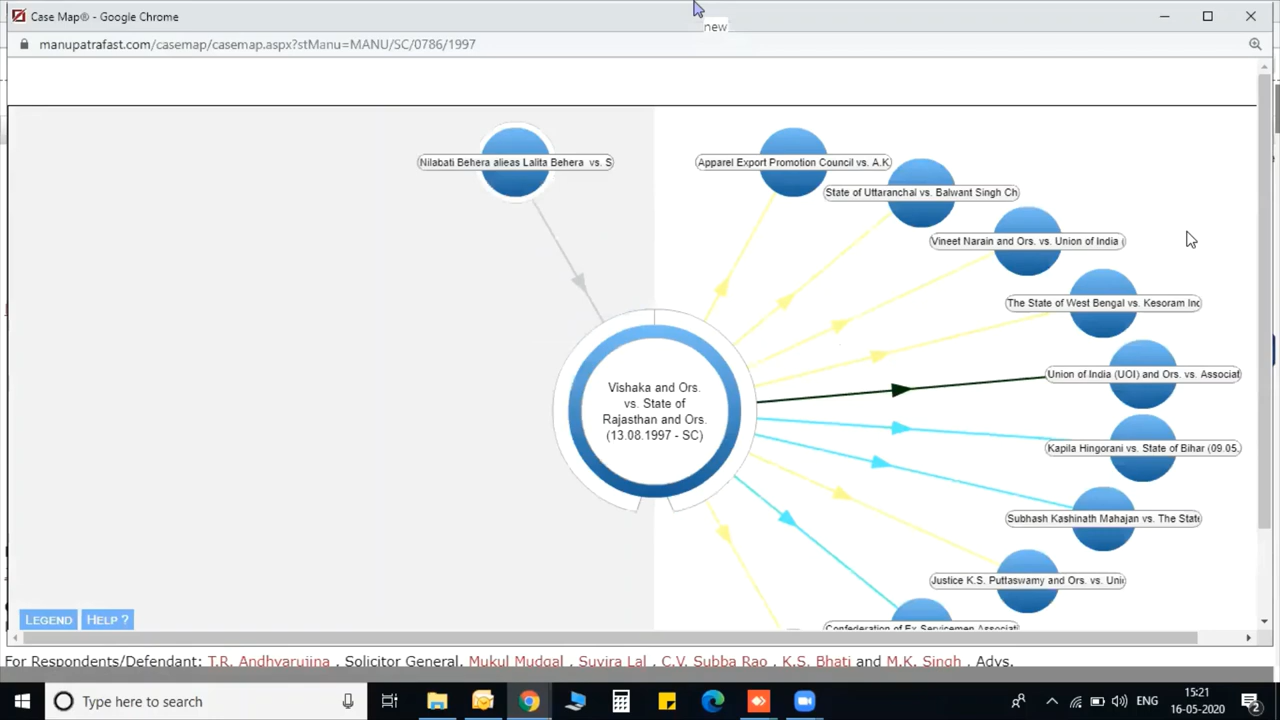 Case Map® - Google Chrome
new
manupatrafast.com/casemap/casemap.aspx?stManu=MANU/SC/0786/1997
Nilabati Behera alieas Lalita Behera vs. S
Apparel Export Promotion Council vs. A.K
State of Uttaranchal vs. Balwant Singh Ch
Vineet Narain and Ors. vs. Union of India (
The State of West Bengal vs. Kesoram Inc
Union of India (UOI) and Ors. vs. Associat
Vishaka and Ors.
vs. State of
Rajasthan and Ors.
(13.08.1997 - SC)
Kapila Hingorani vs. State of Bihar (09.05.
Subhash Kashinath Mahajan vs. The State
Justice K.S. Puttaswamy and Ors. vs. Unio
Confederation of Ex Servicemen Associati
LEGEND
HELP ?
For Respondents/Defendant: T.R. Andhyarujina , Solicitor General, Mukul Mudgal , Suvira Lal , C.V. Subba Rao , K.S. Bhati and M.K. Singh , Advs.
Type here to search
ENG
15:21
16-05-2020
2